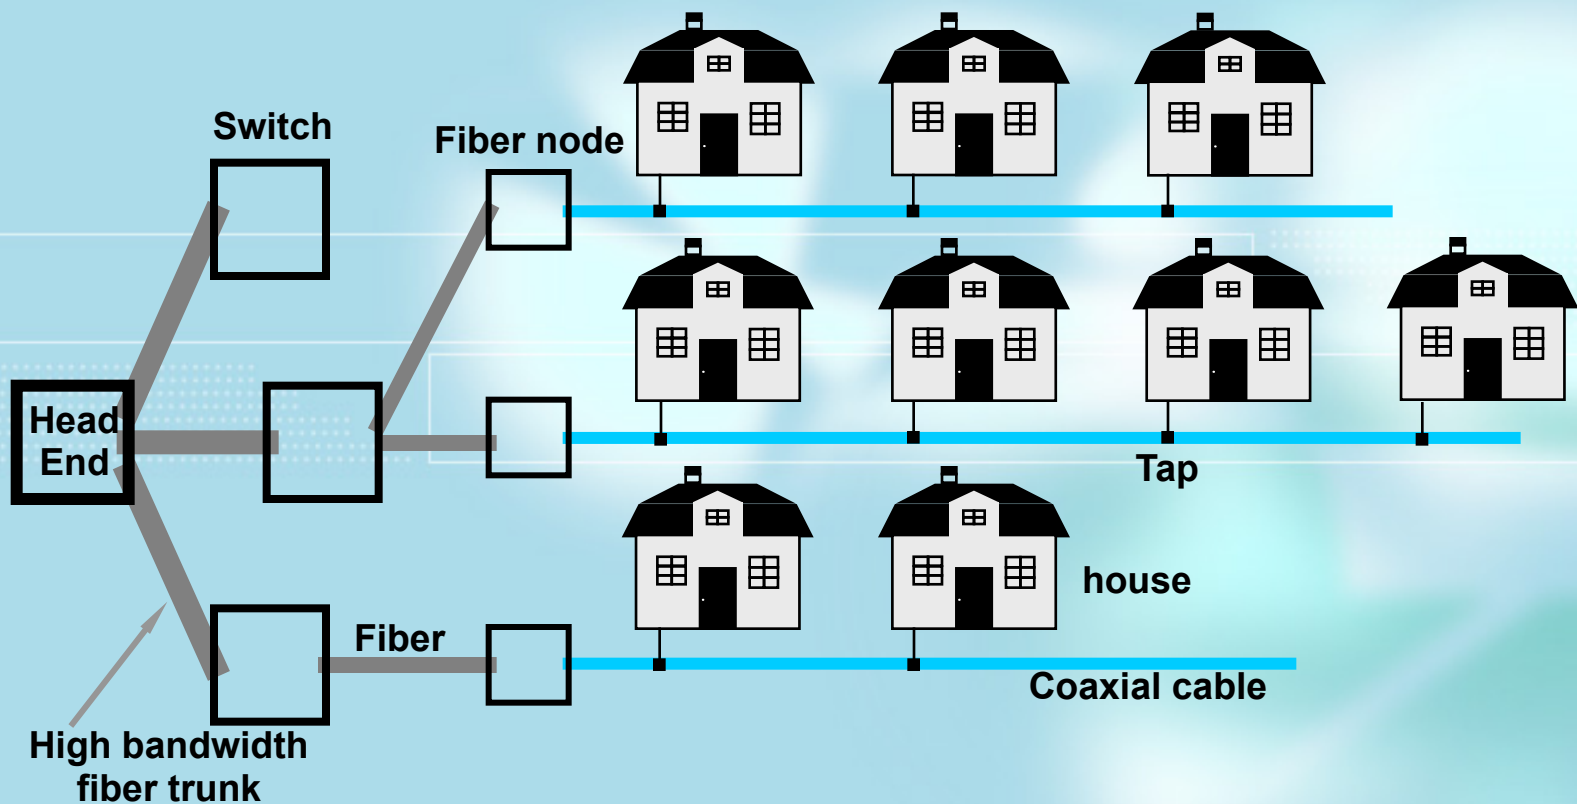 Switch
Fiber node
Head
End
Tap
house
Fiber
Coaxial cable
High bandwidth
fiber trunk